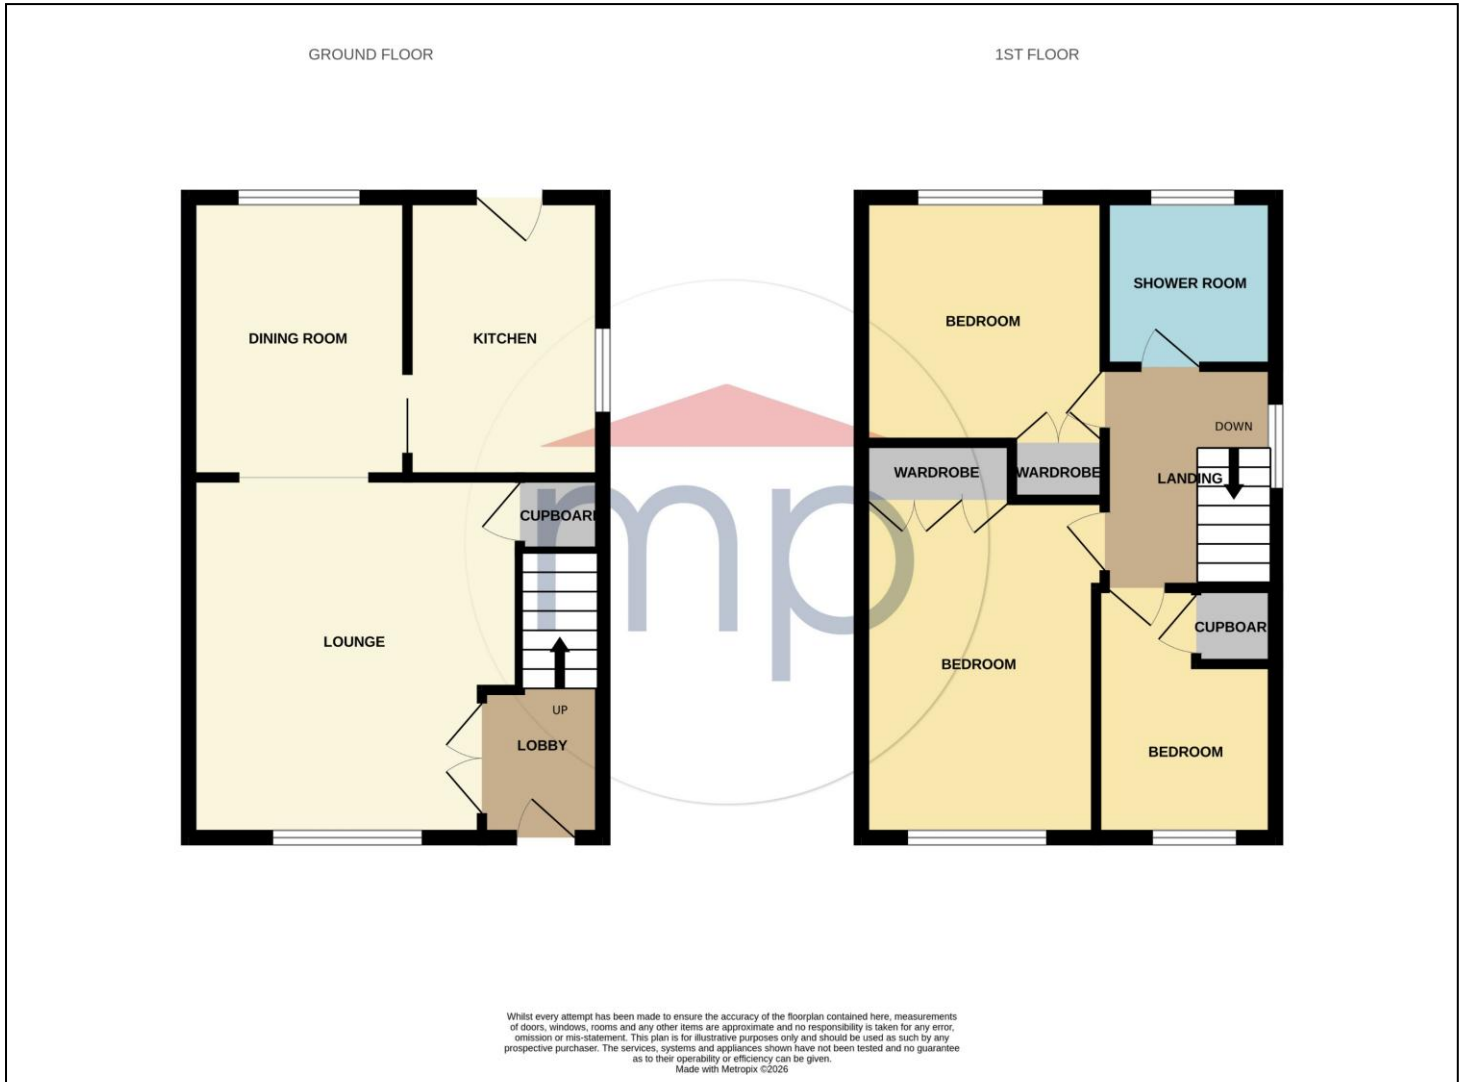 GROUND FLOOR
1ST FLOOR
DINING ROOM
KITCHEN
CUPBOARD
LOUNGE
UP
LOBBY
BEDROOM
SHOWER ROOM
DOWN
WARDROBE
WARDROBE
LANDING
CUPBOAR
BEDROOM
BEDROOM
mp
Whilst every attempt has been made to ensure the accuracy of the floorplan contained here, measurements
of doors, windows, rooms and any other items are approximate and no responsibility is taken for any error,
omission or mis-statement. This plan is for illustrative purposes only and should be used as such by any
prospective purchaser. The services, systems and appliances shown have not been tested and no guarantee
as to their operability or efficiency can be given.
Made with Metropix ©2026